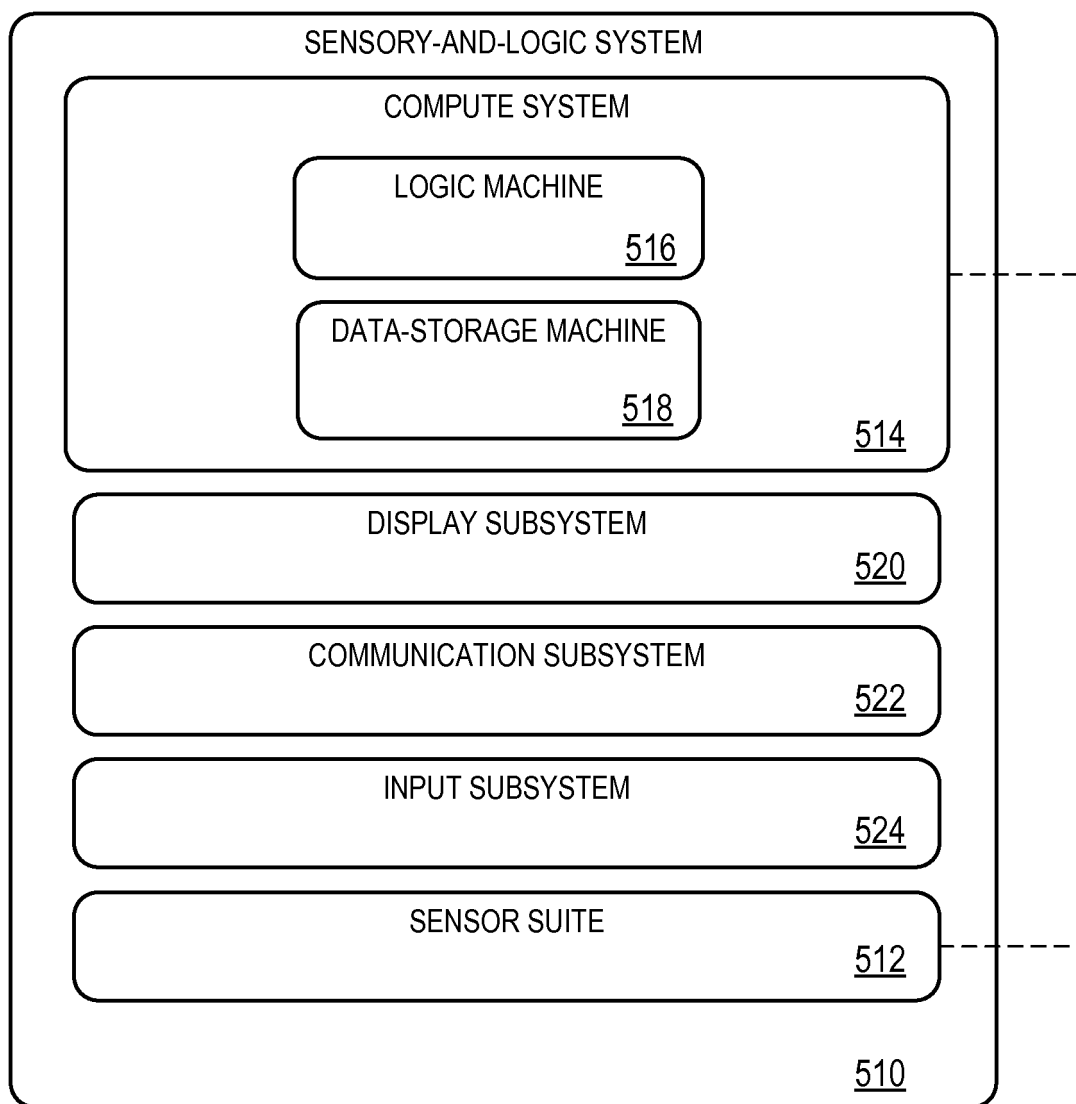 SENSORY-AND-LOGIC SYSTEM
COMPUTE SYSTEM
LOGIC MACHINE
516
DATA-STORAGE MACHINE
518
514
DISPLAY SUBSYSTEM
520
COMMUNICATION SUBSYSTEM
522
INPUT SUBSYSTEM
524
SENSOR SUITE
512
510